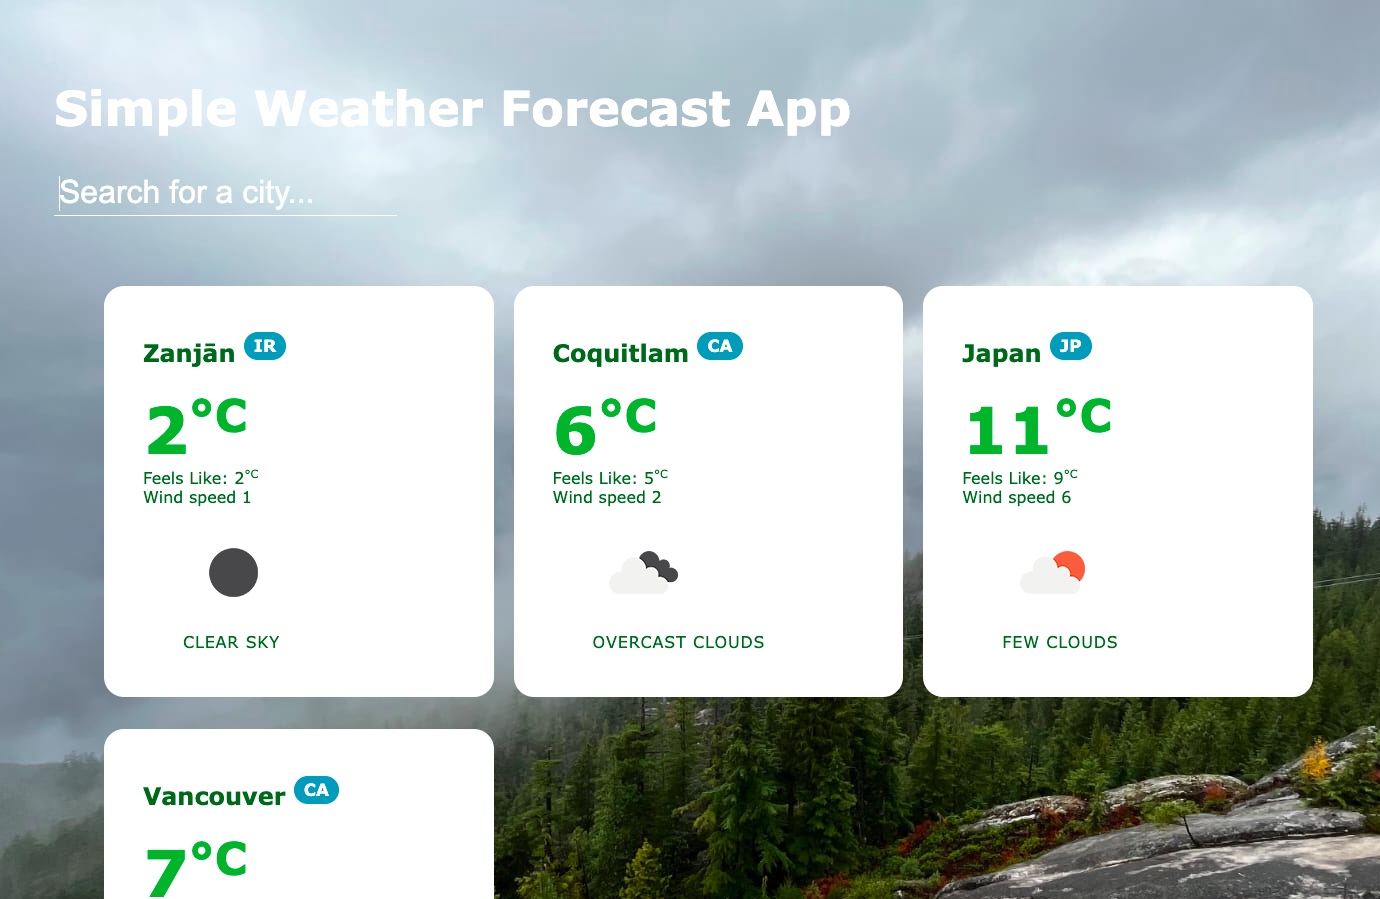 Simple Weather Forecast App
Search for a city...
Zanjān IR
2°C
Feels Like: 2°C
Wind speed 1
CLEAR SKY
Coquitlam CA
6°C
Feels Like: 5°C
Wind speed 2
OVERCAST CLOUDS
Japan JP
11°C
Feels Like: 9°C
Wind speed 6
FEW CLOUDS
Vancouver CA
7°C